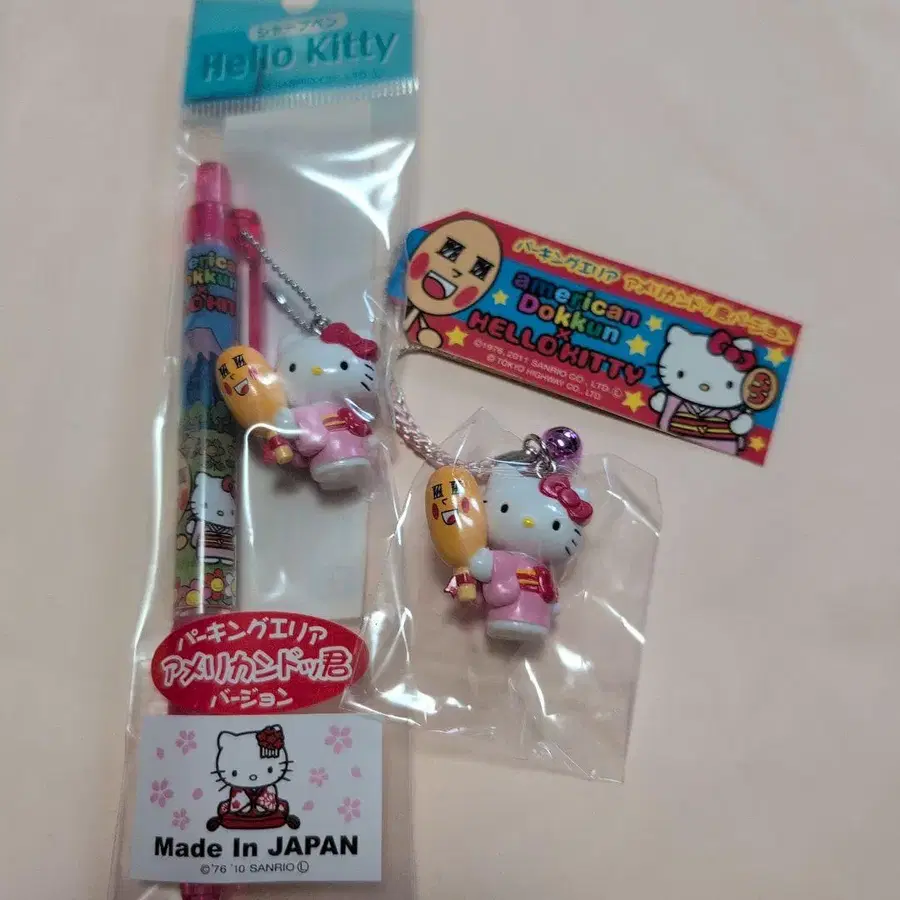 シャープペン
Hello Kitty
american
Dokkun
パーキングエリア
アメリカンドッ君
バージョン
Made In JAPAN
©'76 '10 SANRIO Ⓛ
パーキングエリア アメリカンドッ君バージョン
american
Dokkun
×
HELLO KITTY
©1976, 2011 SANRIO CO., LTD. Ⓛ
© TOKYO HIGHWAY CO., LTD